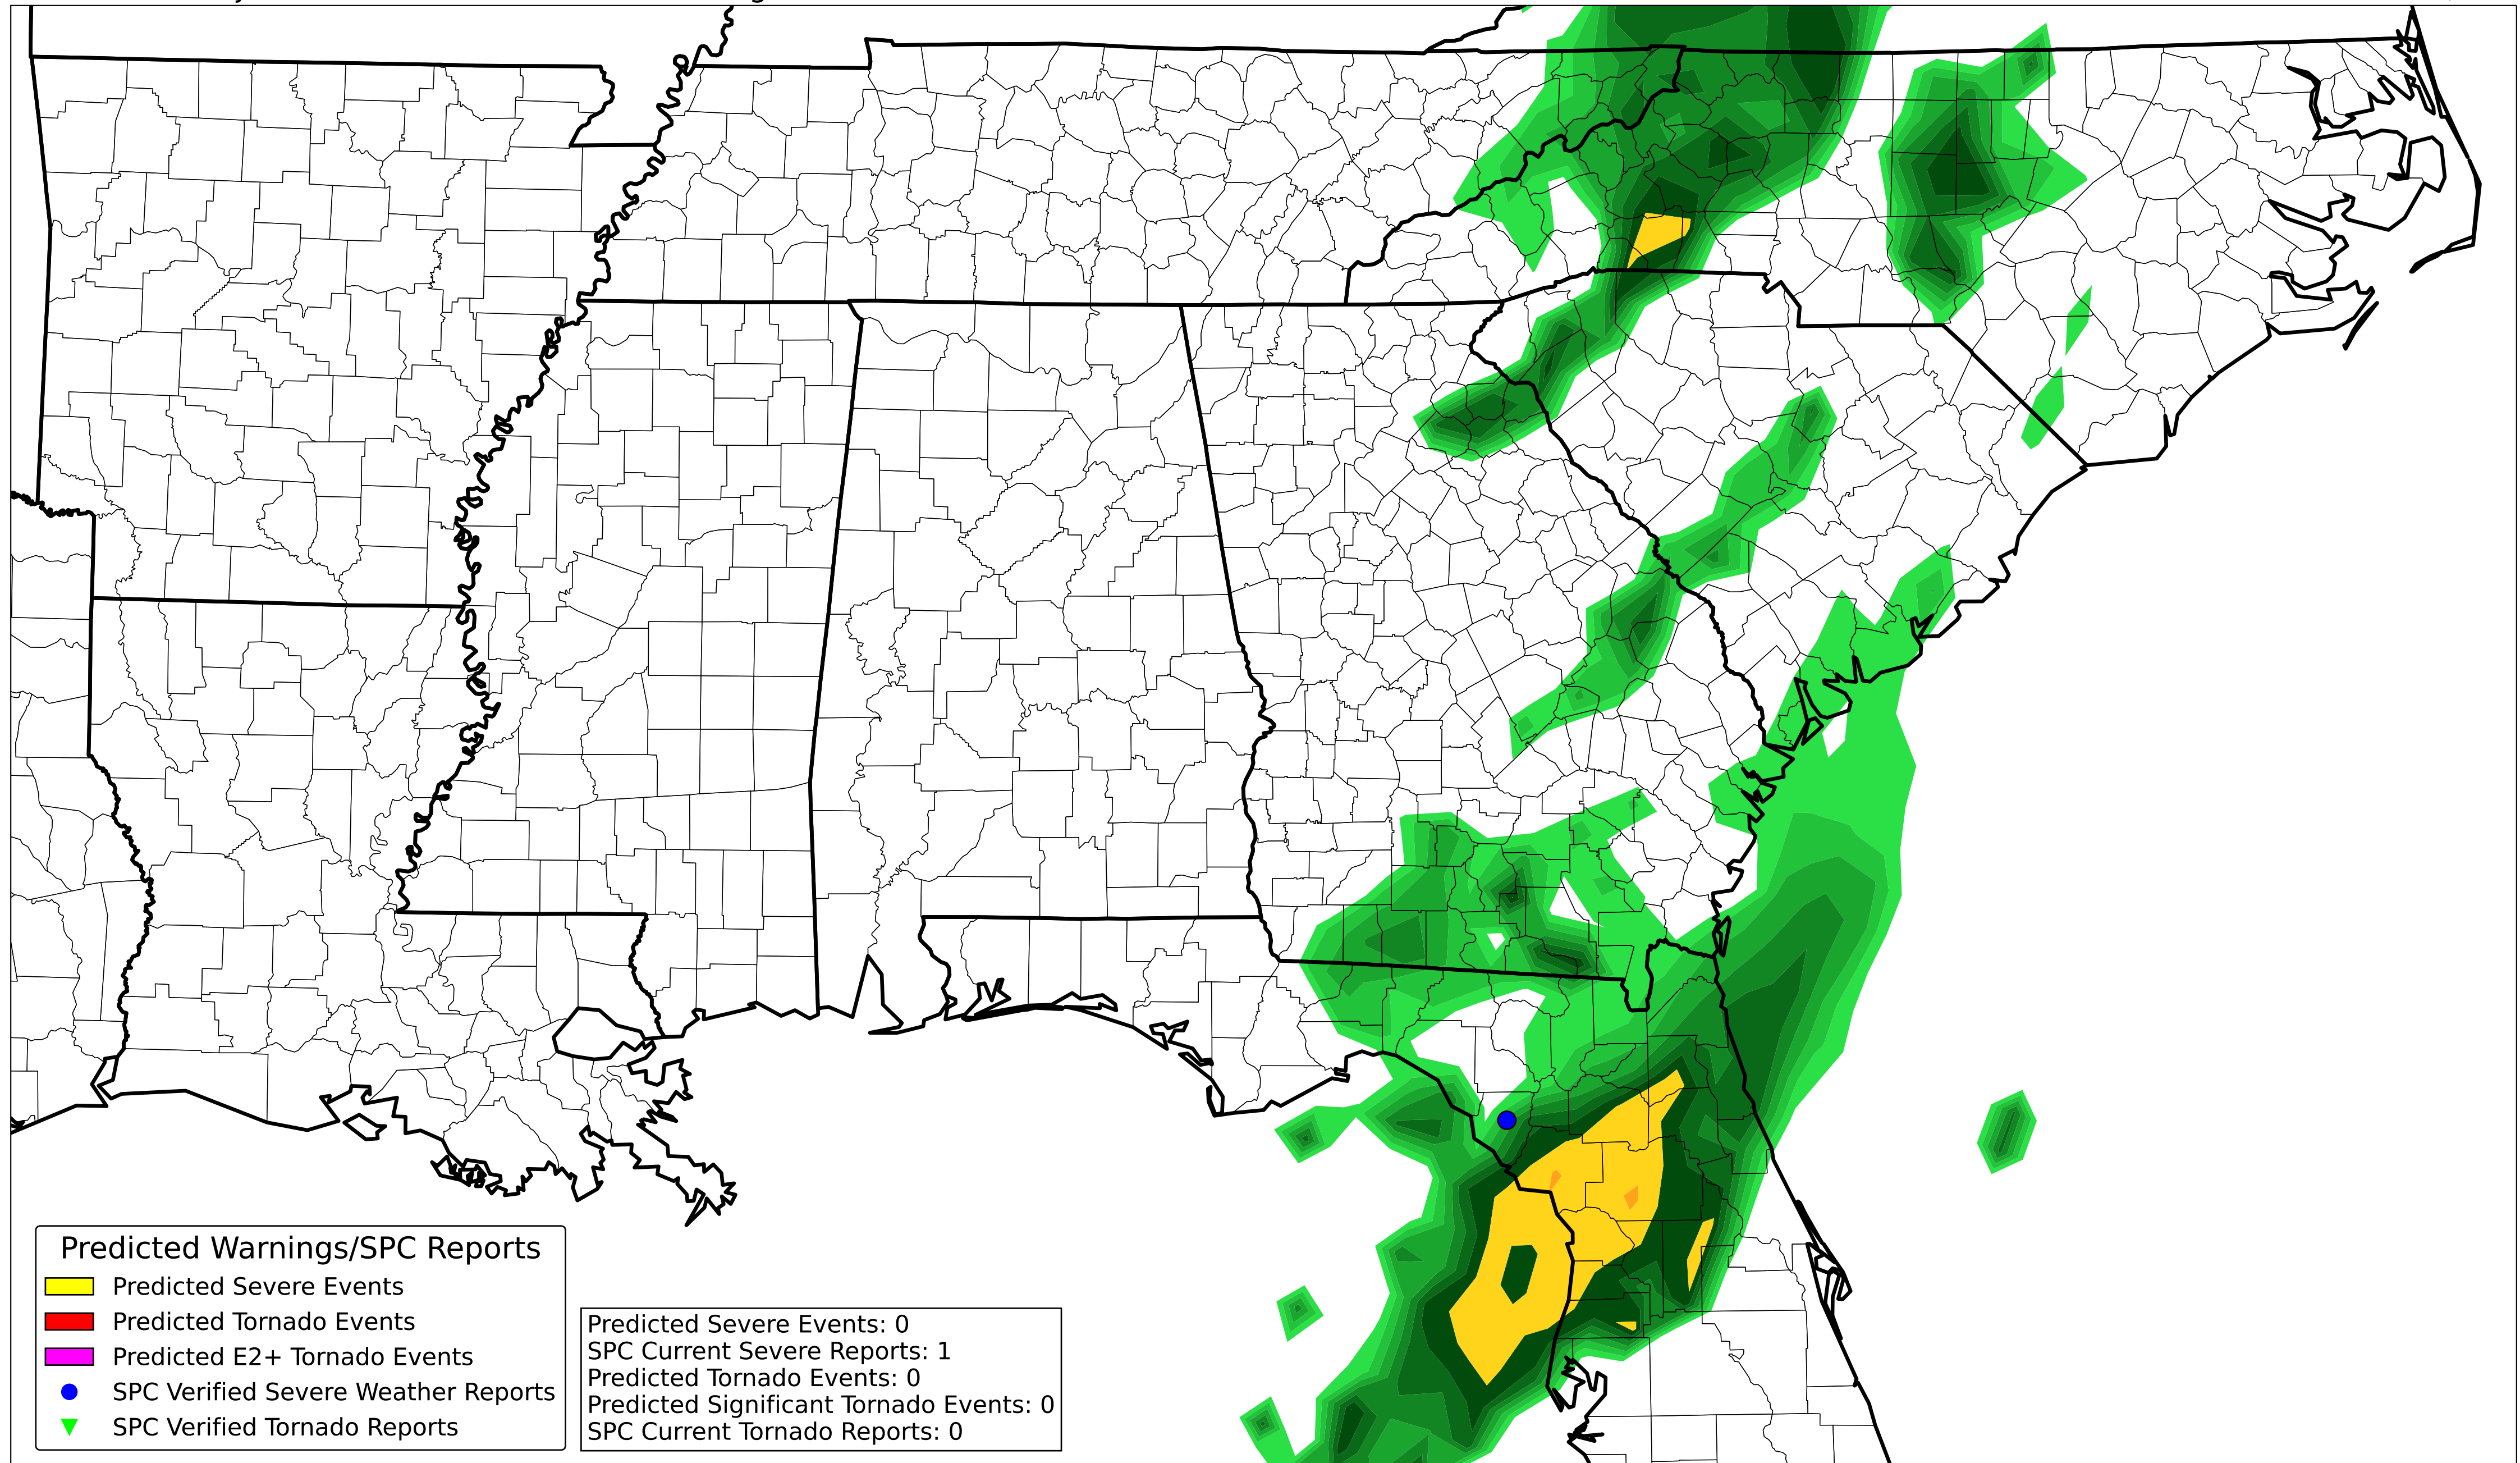 Predicted Warnings/SPC Reports
Predicted Severe Events
Predicted Tornado Events
Predicted E2+ Tornado Events
SPC Verified Severe Weather Reports
SPC Verified Tornado Reports
Predicted Severe Events: 0
SPC Current Severe Reports: 1
Predicted Tornado Events: 0
Predicted Significant Tornado Events: 0
SPC Current Tornado Reports: 0